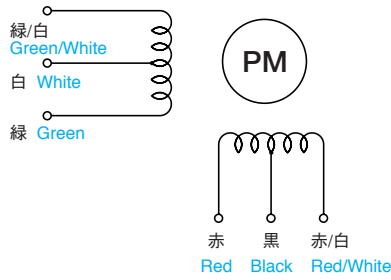 緑/白
Green/White
白 White
緑 Green
PM
赤 黒 赤/白
Red Black Red/White